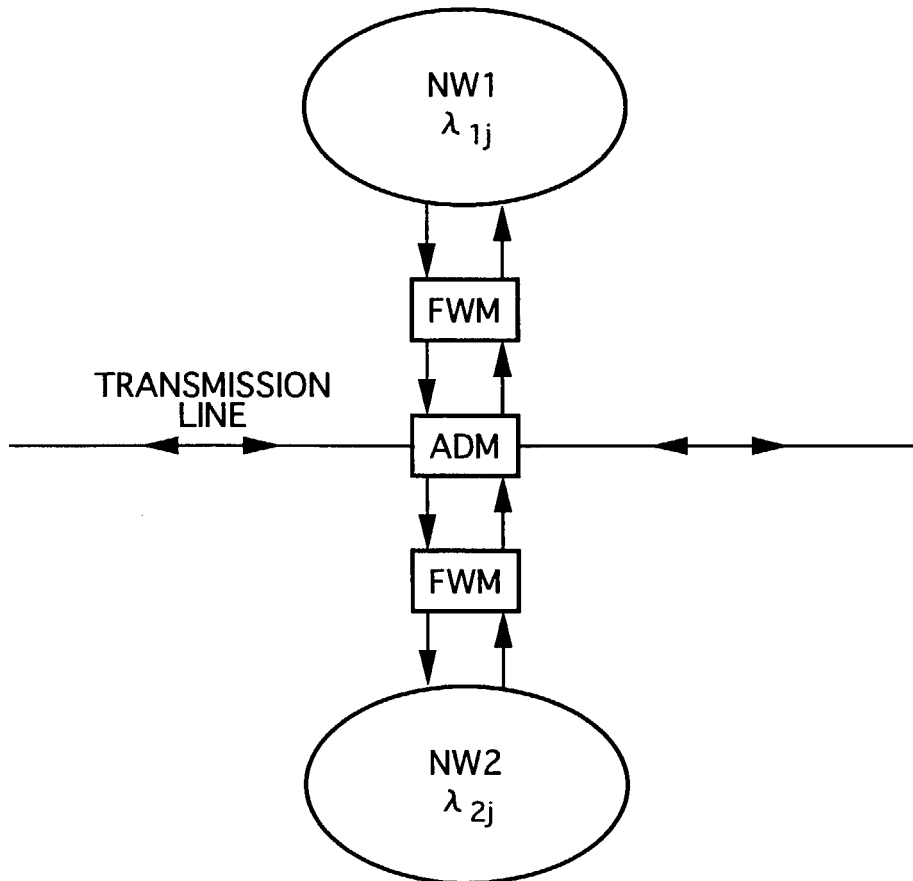 NW1
λ 1j
FWM
TRANSMISSION
LINE
ADM
FWM
NW2
λ 2j